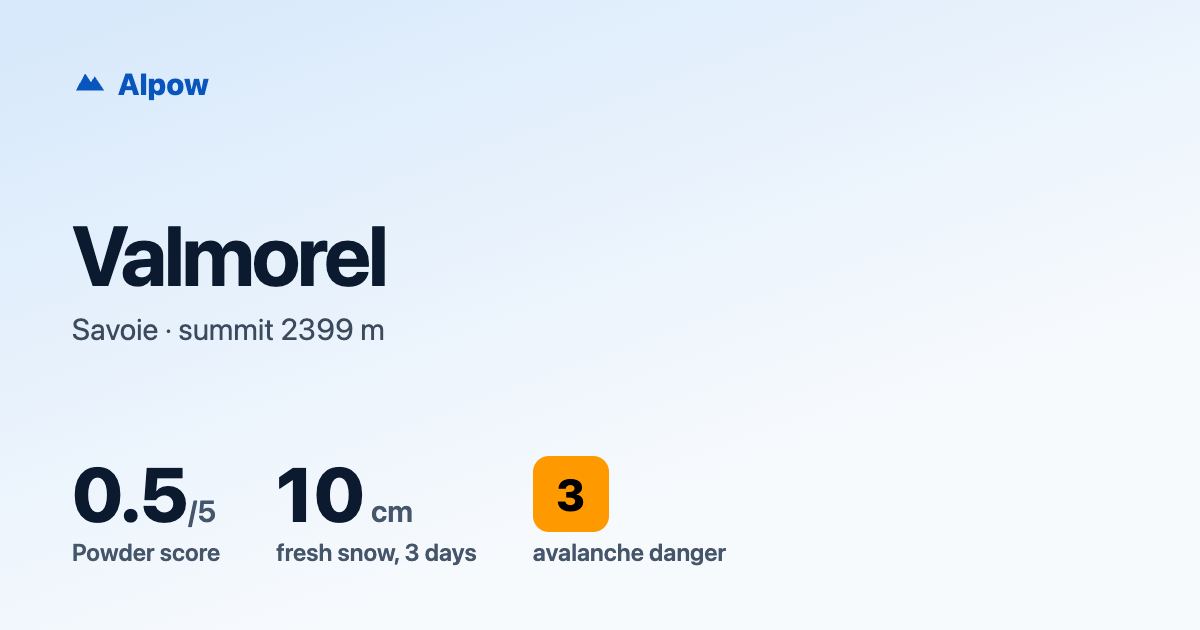 Alpow
Valmorel
Savoie · summit 2399 m
0.5/5
Powder score
10 cm
fresh snow, 3 days
3
avalanche danger